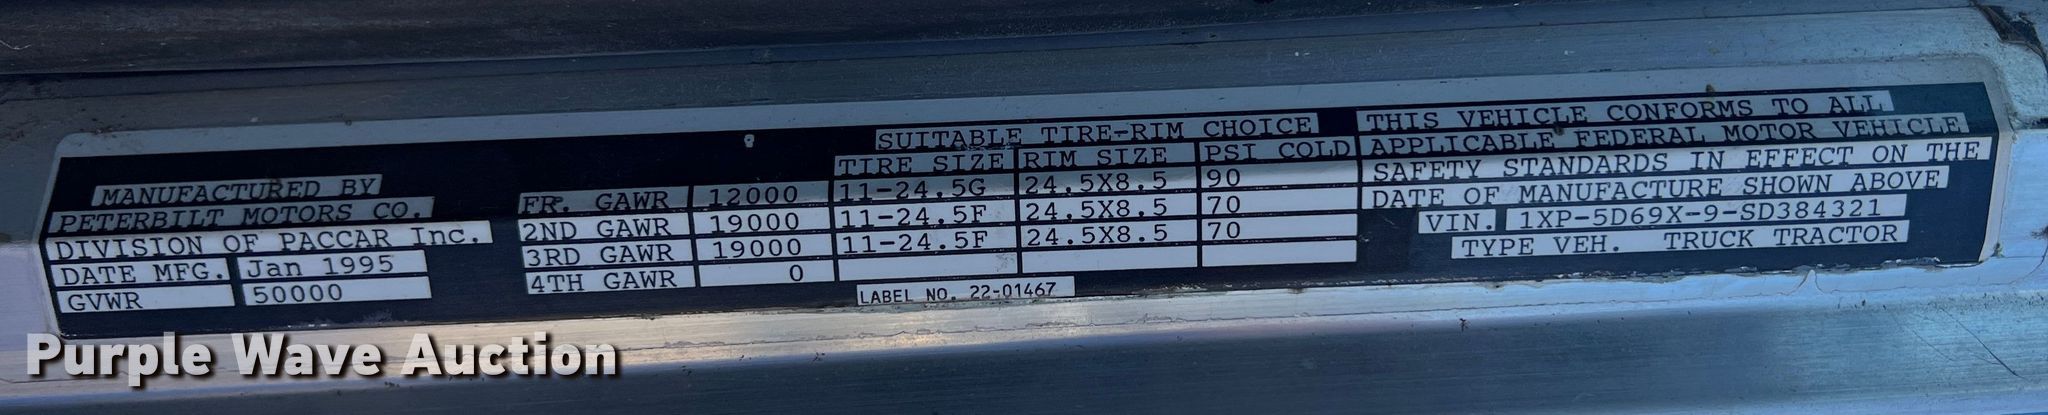 MANUFACTURED BY
PETERBILT MOTORS CO.
DIVISION OF PACCAR Inc.
DATE MFG. Jan 1995
GVWR 50000
SUITABLE TIRE-RIM CHOICE
TIRE SIZE RIM SIZE PSI COLD
FR. GAWR 12000 11-24.5G 24.5X8.5 90
2ND GAWR 19000 11-24.5F 24.5X8.5 70
3RD GAWR 19000 11-24.5F 24.5X8.5 70
4TH GAWR 0
LABEL NO. 22-01467
THIS VEHICLE CONFORMS TO ALL
APPLICABLE FEDERAL MOTOR VEHICLE
SAFETY STANDARDS IN EFFECT ON THE
DATE OF MANUFACTURE SHOWN ABOVE
VIN. 1XP-5D69X-9-SD384321
TYPE VEH. TRUCK TRACTOR
Purple Wave Auction